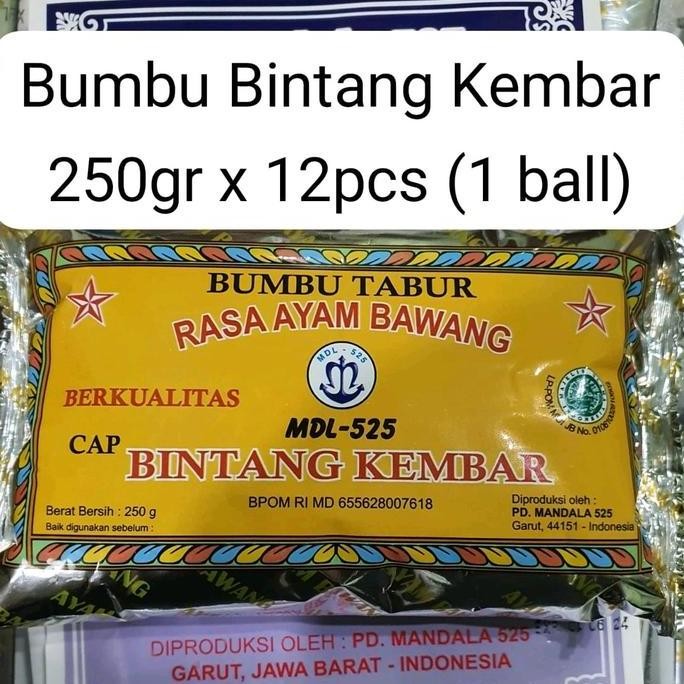 Bumbu Bintang Kembar
250gr x 12pcs (1 ball)
BUMBU TABUR
RASA AYAM BAWANG
MDL - 525
BERKUALITAS
MDL-525
CAP BINTANG KEMBAR
BPOM RI MD 655628007618
Berat Bersih : 250 g
Baik digunakan sebelum :
Diproduksi oleh :
PD. MANDALA 525
Garut, 44151 - Indonesia
DIPRODUKSI OLEH : PD. MANDALA 525
GARUT, JAWA BARAT - INDONESIA